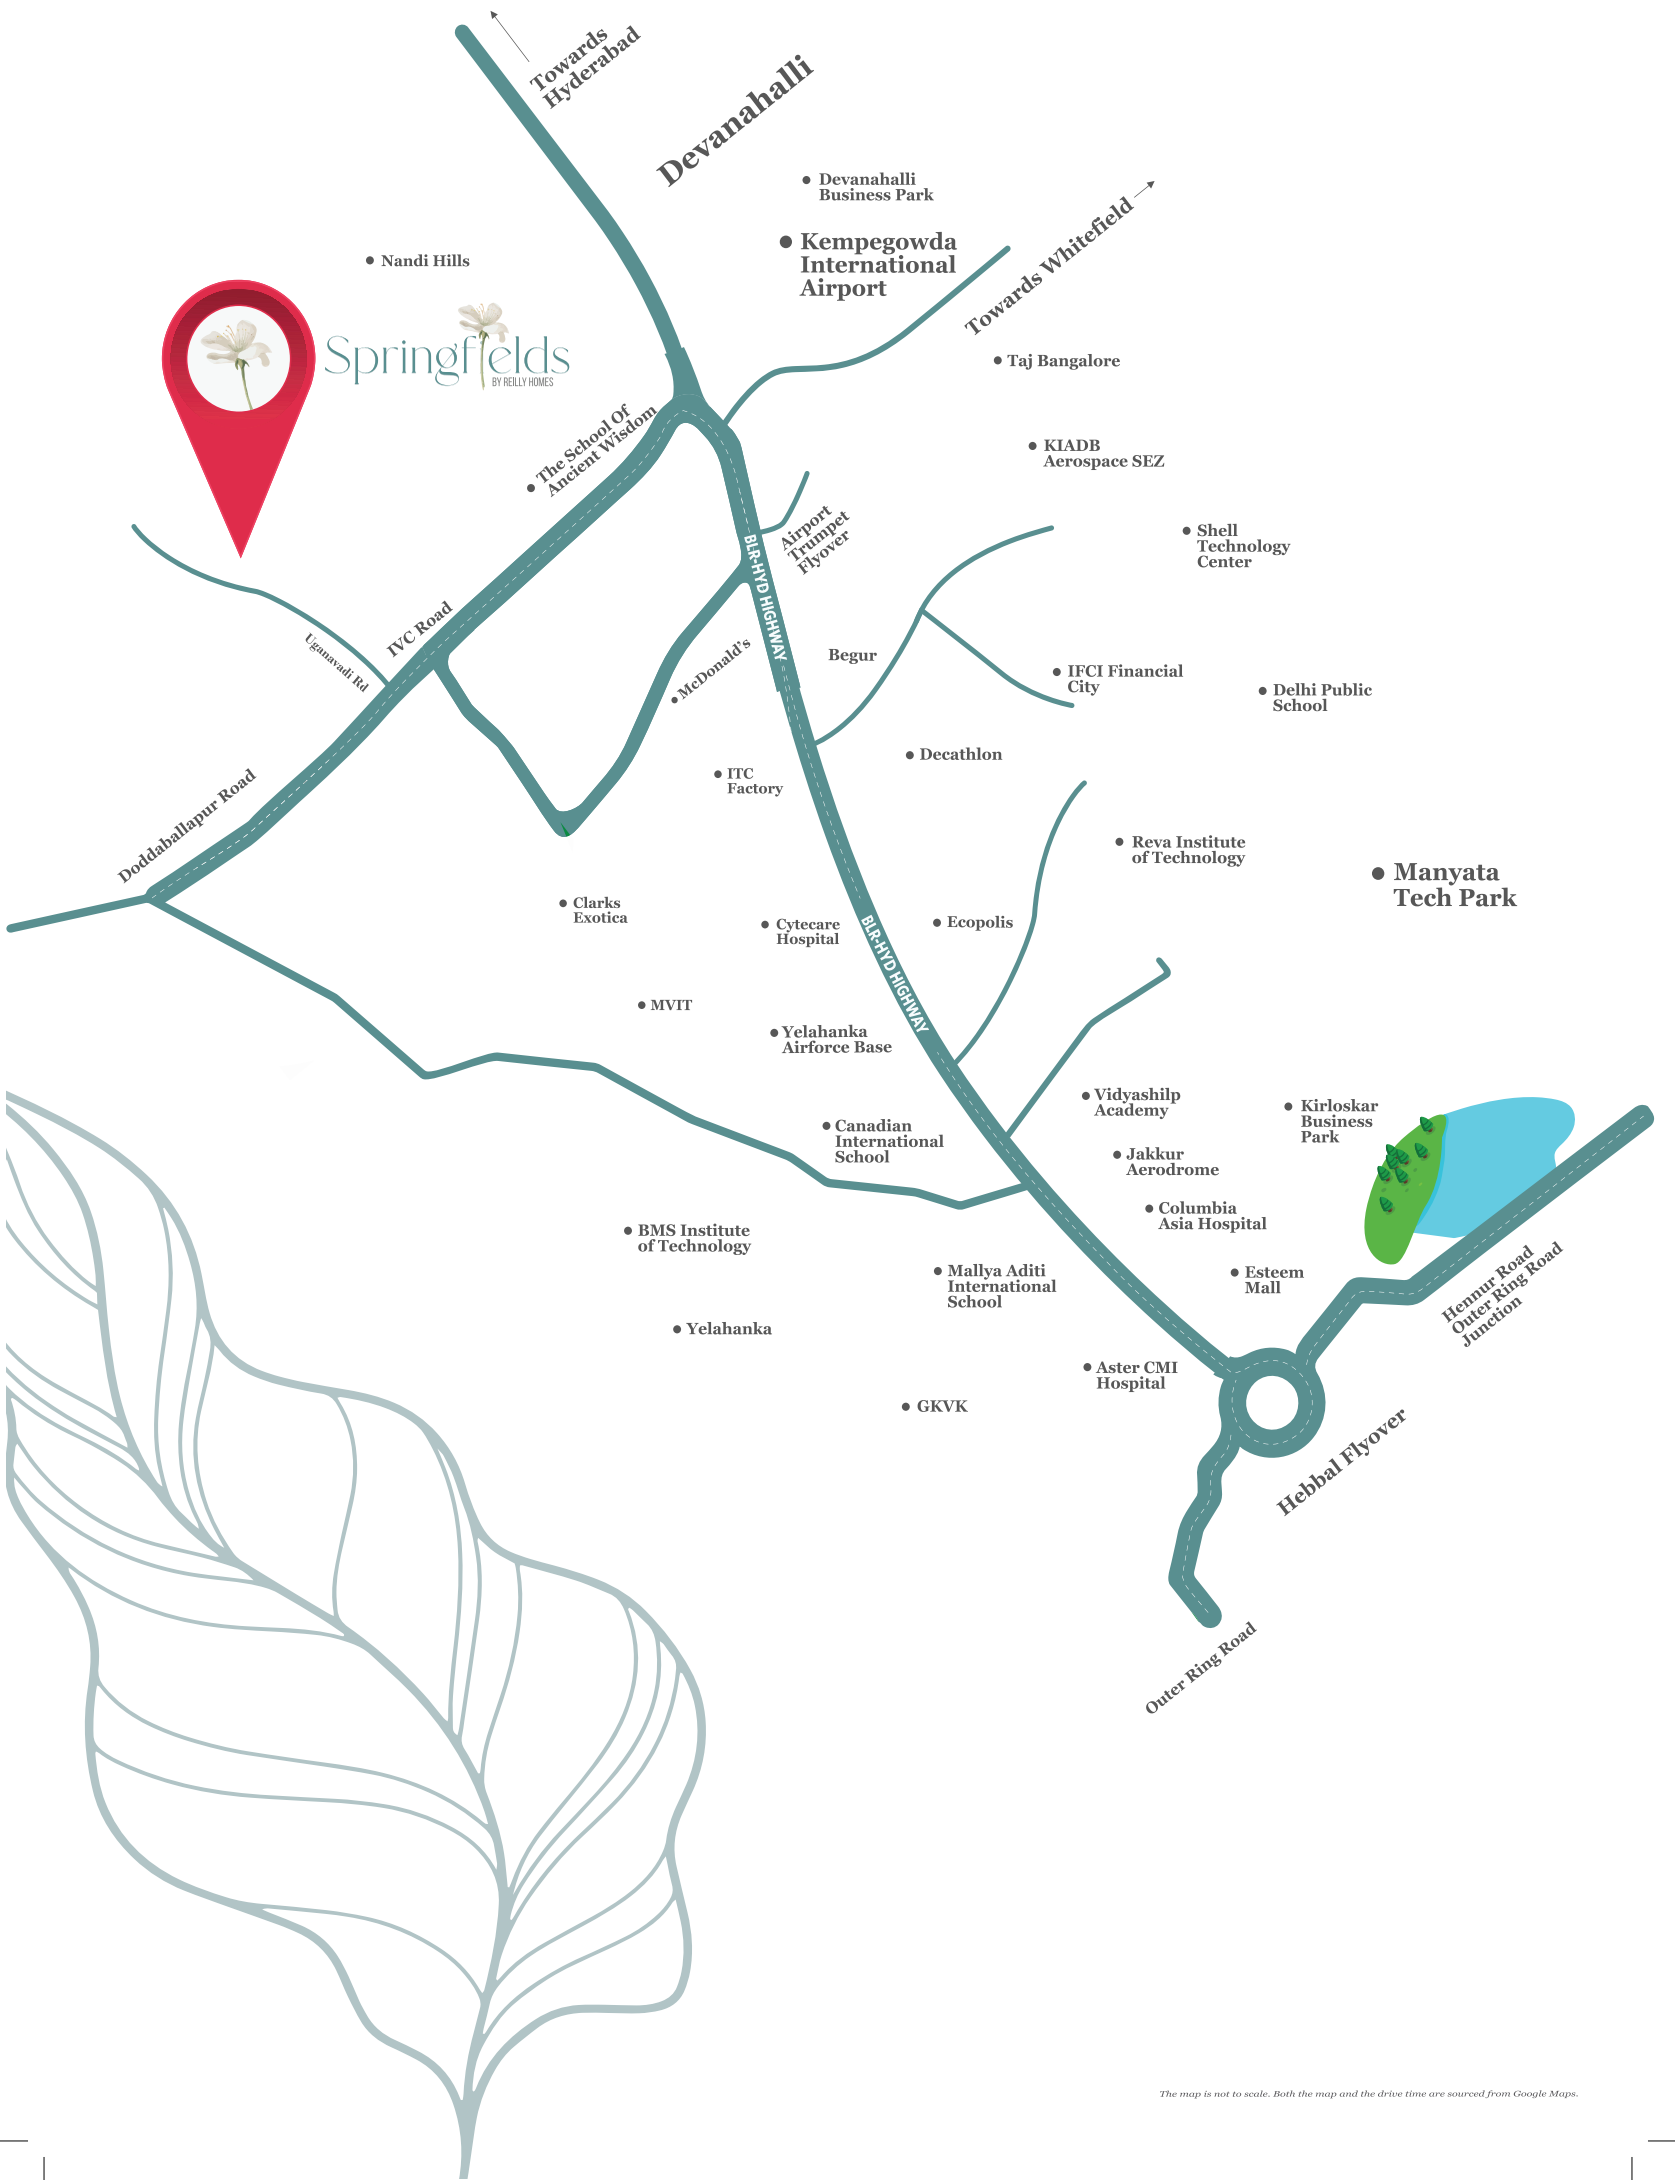 Towards
Hyderabad
Devanahalli
Devanahalli
Business Park
Kempegowda
International
Airport
Towards Whitefield
Nandi Hills
Springfields
BY REILLY HOMES
Taj Bangalore
The School Of
Ancient Wisdom
KIADB
Aerospace SEZ
Airport
Trumpet
Flyover
BLR-HYD HIGHWAY
Shell
Technology
Center
IVC Road
Uganavadi Rd
McDonald's
Begur
IFCI Financial
City
Delhi Public
School
Doddaballapur Road
ITC
Factory
Decathlon
Reva Institute
of Technology
Manyata
Tech Park
Clarks
Exotica
Cytecare
Hospital
BLR-HYD HIGHWAY
Ecopolis
MVIT
Yelahanka
Airforce Base
Vidyashilp
Academy
Kirloskar
Business
Park
Canadian
International
School
Jakkur
Aerodrome
Columbia
Asia Hospital
BMS Institute
of Technology
Mallya Aditi
International
School
Esteem
Mall
Hennur Road
Outer Ring Road
Junction
Yelahanka
Aster CMI
Hospital
GKVK
Hebbal Flyover
Outer Ring Road
The map is not to scale. Both the map and the drive time are sourced from Google Maps.